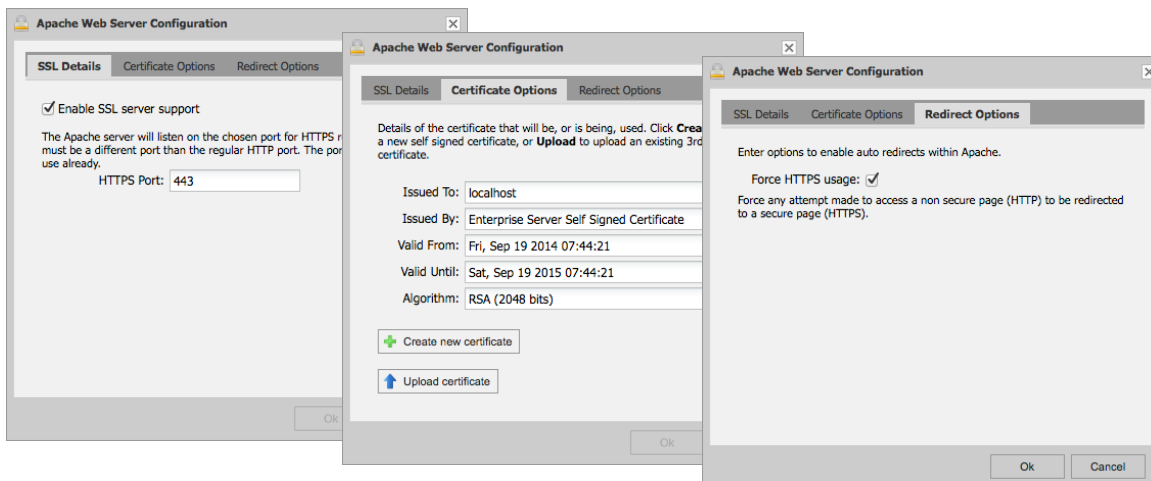 Apache Web Server Configuration
SSL Details Certificate Options Redirect Options
Enable SSL server support
The Apache server will listen on the chosen port for HTTPS
must be a different port than the regular HTTP port. The
use already.
HTTPS Port: 443
Ok
Apache Web Server Configuration
SSL Details Certificate Options Redirect Options
Details of the certificate that will be, or is being, used. Click
a new self signed certificate, or Upload to upload an existing
certificate.
Issued To: localhost
Issued By: Enterprise Server Self Signed Certificate
Valid From: Fri, Sep 19 2014 07:44:21
Valid Until: Sat, Sep 19 2015 07:44:21
Algorithm: RSA (2048 bits)
Create new certificate
Upload certificate
Ok
Apache Web Server Configuration
SSL Details Certificate Options Redirect Options
Enter options to enable auto redirects within Apache.
Force HTTPS usage:
Force any attempt made to access a non secure page (HTTP) to be redirected
to a secure page (HTTPS).
Ok Cancel